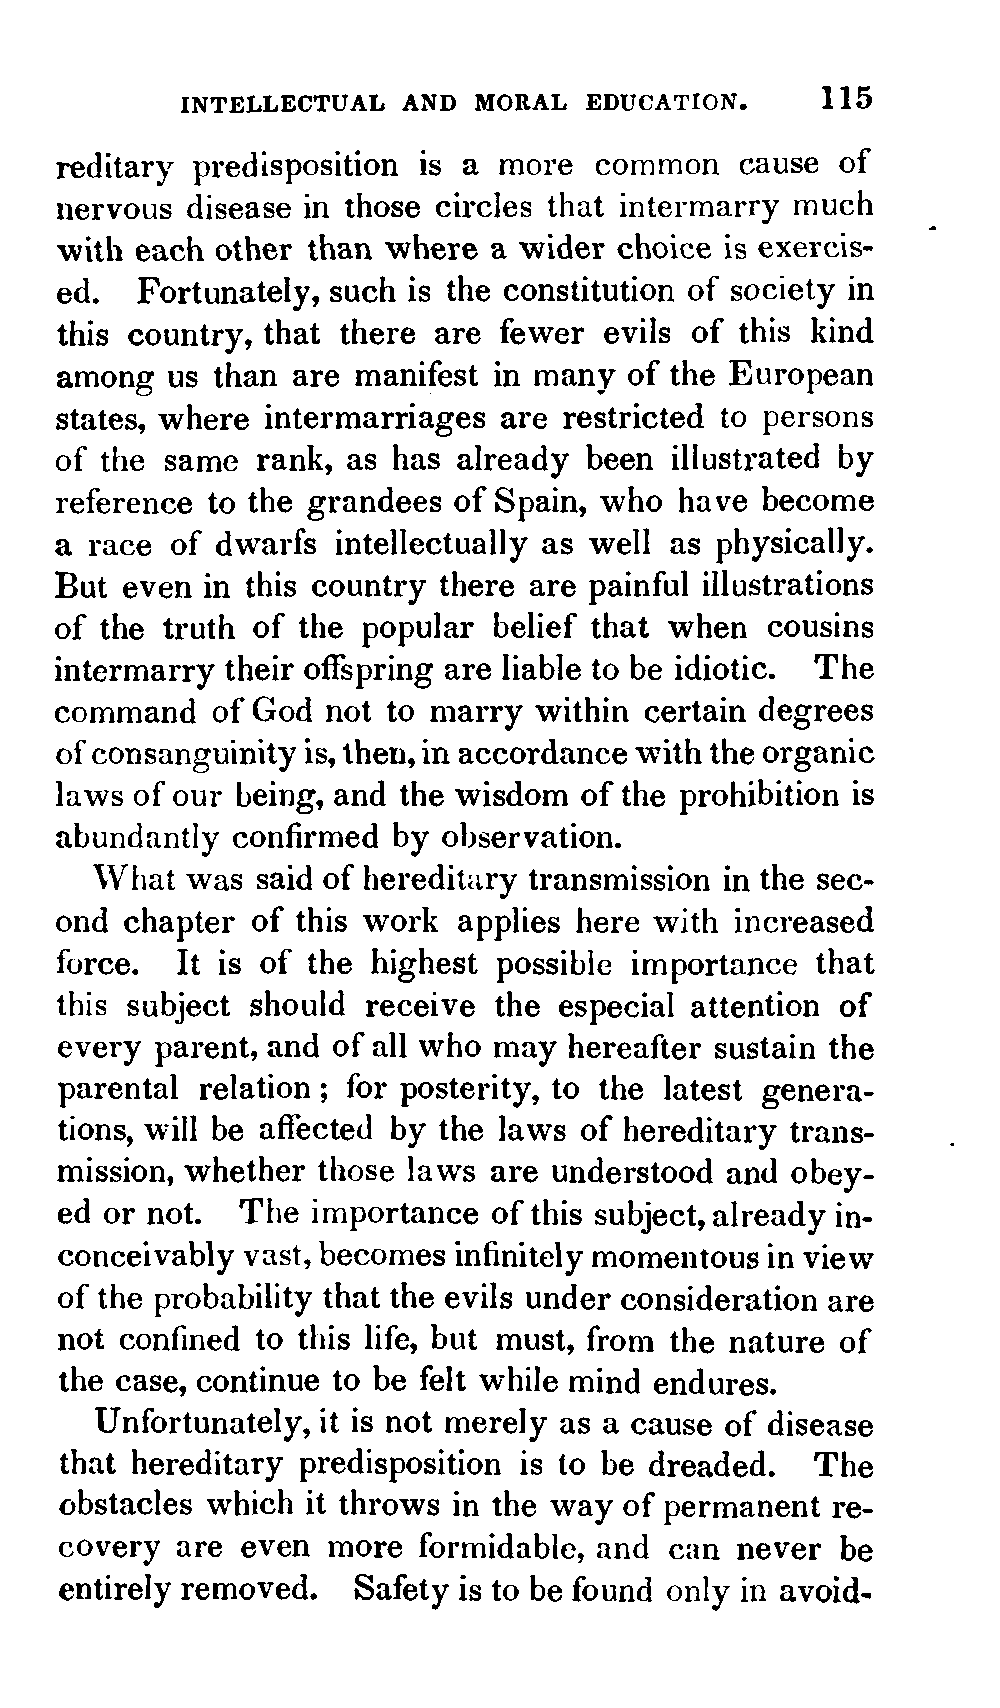 INTELLECTUAL AND MORAL EDUCATION. 115
reditary predisposition is a more common cause of
nervous disease in those circles that intermarry much
with each other than where a wider choice is exercis-
ed. Fortunately, such is the constitution of society in
this country, that there are fewer evils of this kind
among us than are manifest in many of the European
states, where intermarriages are restricted to persons
of the same rank, as has already been illustrated by
reference to the grandees of Spain, who have become
a race of dwarfs intellectually as well as physically.
But even in this country there are painful illustrations
of the truth of the popular belief that when cousins
intermarry their offspring are liable to be idiotic. The
command of God not to marry within certain degrees
of consanguinity is, then, in accordance with the organic
laws of our being, and the wisdom of the prohibition is
abundantly confirmed by observation.
What was said of hereditary transmission in the sec-
ond chapter of this work applies here with increased
force. It is of the highest possible importance that
this subject should receive the especial attention of
every parent, and of all who may hereafter sustain the
parental relation; for posterity, to the latest genera-
tions, will be affected by the laws of hereditary trans-
mission, whether those laws are understood and obey-
ed or not. The importance of this subject, already in-
conceivably vast, becomes infinitely momentous in view
of the probability that the evils under consideration are
not confined to this life, but must, from the nature of
the case, continue to be felt while mind endures.
Unfortunately, it is not merely as a cause of disease
that hereditary predisposition is to be dreaded. The
obstacles which it throws in the way of permanent re-
covery are even more formidable, and can never be
entirely removed. Safety is to be found only in avoid-